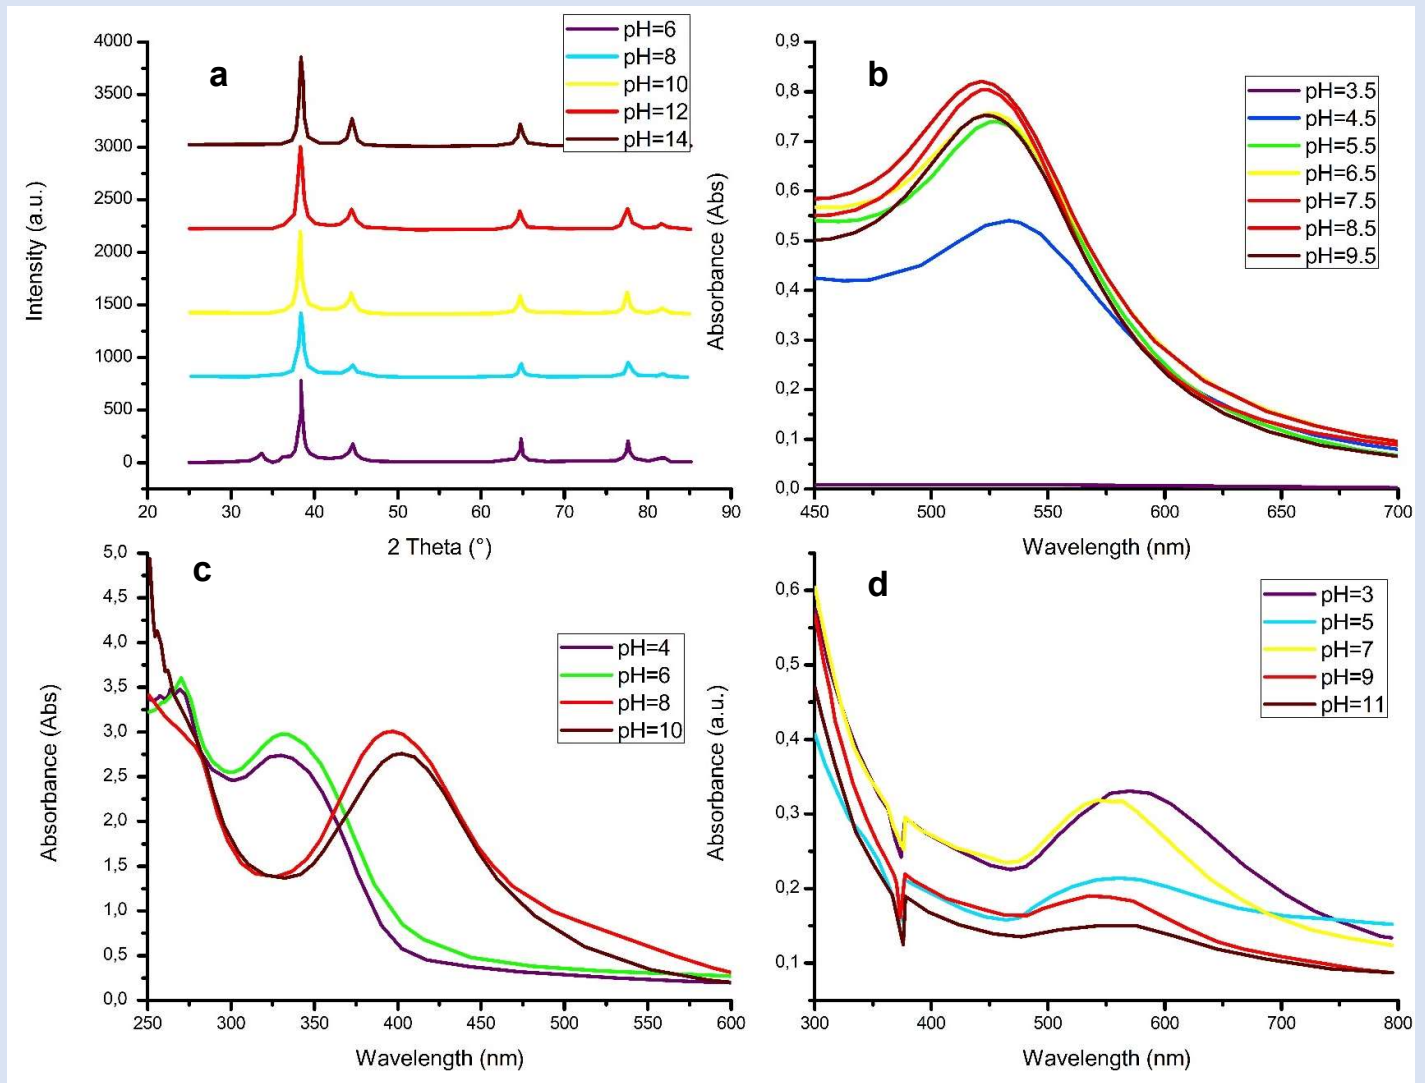 a
pH=6
pH=8
pH=10
pH=12
pH=14
4000
3500
3000
2500
2000
1500
1000
500
0
Intensity (a.u.)
20 30 40 50 60 70 80 90
2 Theta (°)
b
pH=3.5
pH=4.5
pH=5.5
pH=6.5
pH=7.5
pH=8.5
pH=9.5
0,9
0,8
0,7
0,6
0,5
0,4
0,3
0,2
0,1
0,0
Absorbance (Abs)
450 500 550 600 650 700
Wavelength (nm)
c
pH=4
pH=6
pH=8
pH=10
5,0
4,5
4,0
3,5
3,0
2,5
2,0
1,5
1,0
0,5
0,0
Absorbance (Abs)
250 300 350 400 450 500 550 600
Wavelength (nm)
d
pH=3
pH=5
pH=7
pH=9
pH=11
0,6
0,5
0,4
0,3
0,2
0,1
Absorbance (a.u.)
300 400 500 600 700 800
Wavelength (nm)